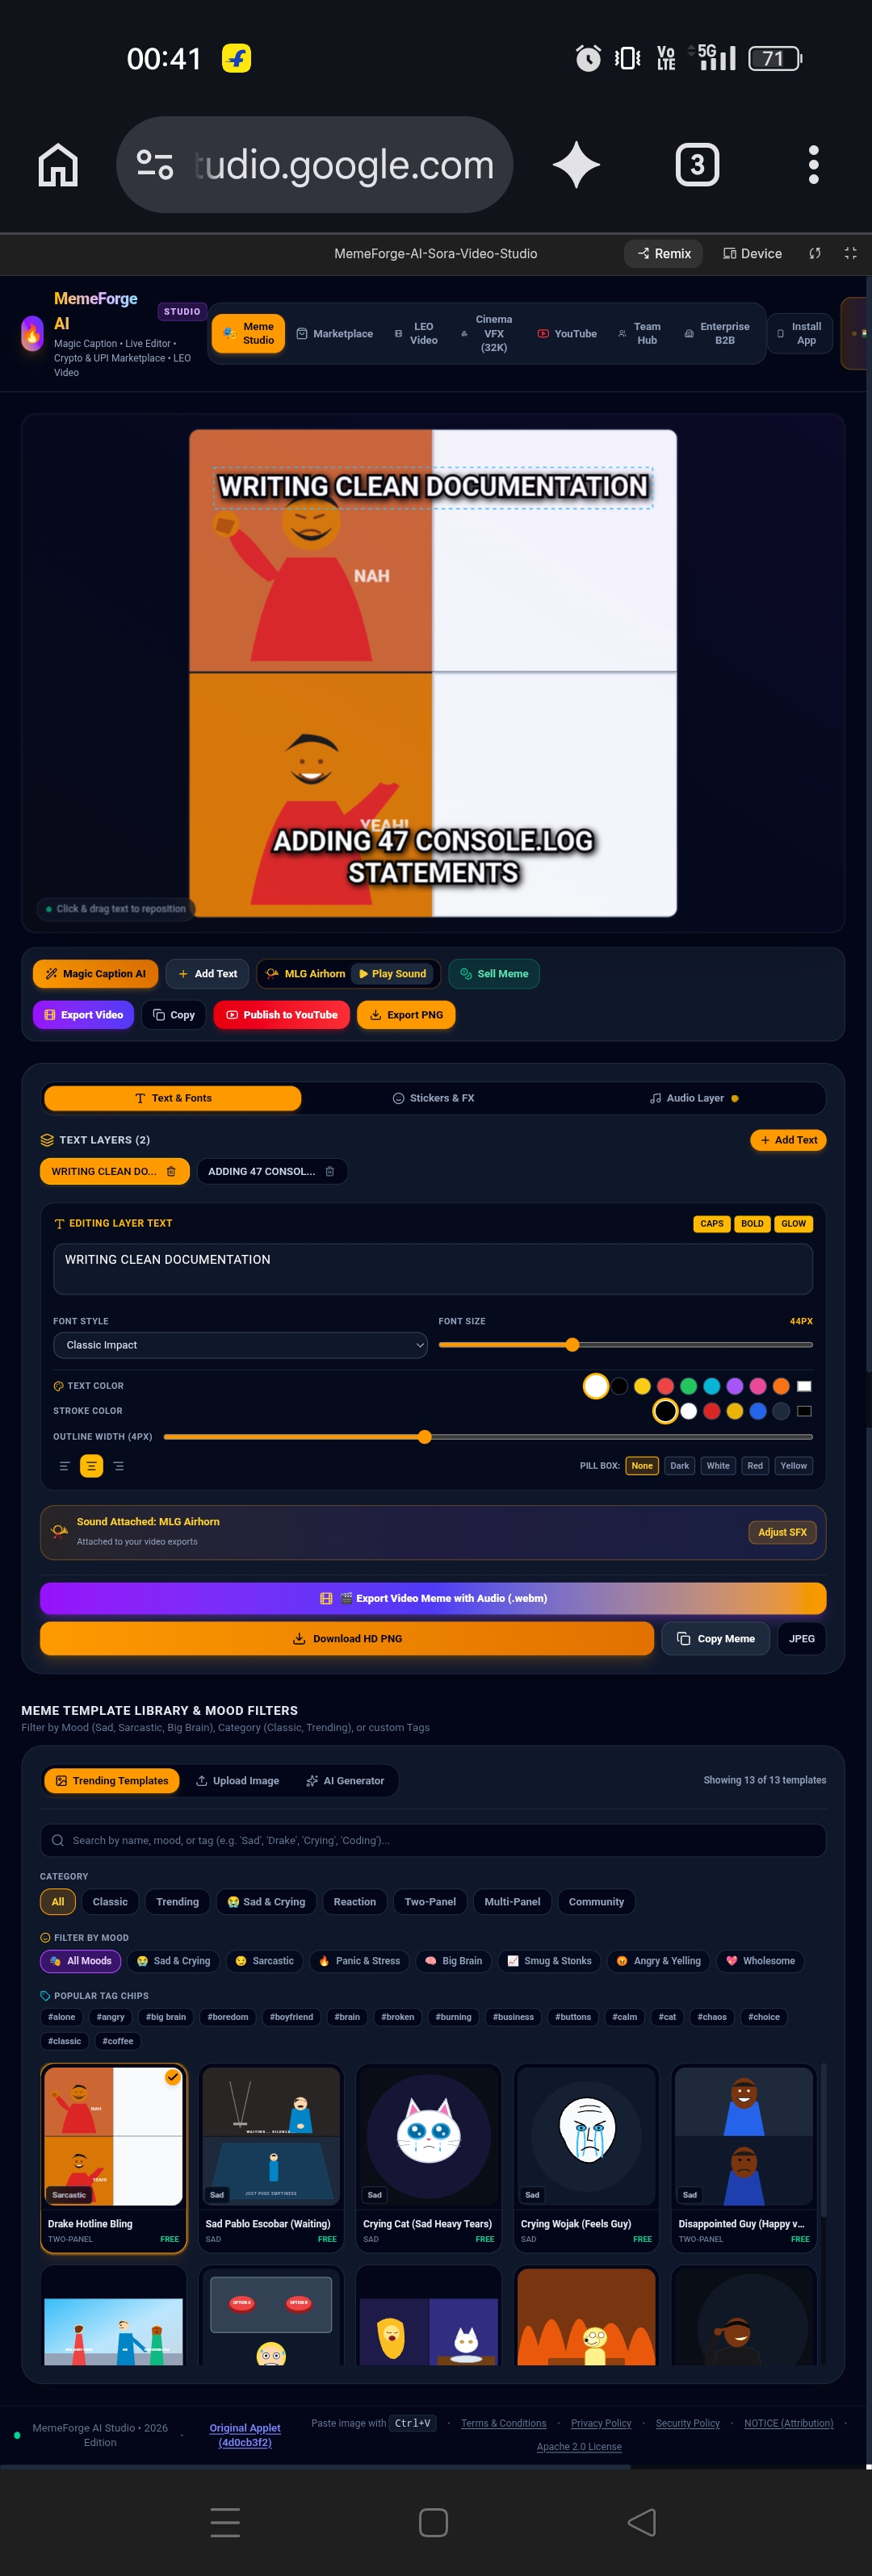 00:41
Vo LTE 5G 71
tudio.google.com
3
MemeForge-AI-Sora-Video-Studio
Remix
Device
MemeForge AI
STUDIO
Magic Caption • Live Editor •
Crypto & UPI Marketplace • LEO
Video
Meme Studio
Marketplace
LEO Video
Cinema VFX (32K)
YouTube
Team Hub
Enterprise B2B
Install App
WRITING CLEAN DOCUMENTATION
NAH
YEAH!
ADDING 47 CONSOLE.LOG
STATEMENTS
Click & drag text to reposition
Magic Caption AI
Add Text
MLG Airhorn
Play Sound
Sell Meme
Export Video
Copy
Publish to YouTube
Export PNG
Text & Fonts
Stickers & FX
Audio Layer
TEXT LAYERS (2)
Add Text
WRITING CLEAN DO...
ADDING 47 CONSOL...
EDITING LAYER TEXT
CAPS
BOLD
GLOW
WRITING CLEAN DOCUMENTATION
FONT STYLE
FONT SIZE
44PX
Classic Impact
TEXT COLOR
STROKE COLOR
OUTLINE WIDTH (4PX)
PILL BOX:
None
Dark
White
Red
Yellow
Sound Attached: MLG Airhorn
Attached to your video exports
Adjust SFX
Export Video Meme with Audio (.webm)
Download HD PNG
Copy Meme
JPEG
MEME TEMPLATE LIBRARY & MOOD FILTERS
Filter by Mood (Sad, Sarcastic, Big Brain), Category (Classic, Trending), or custom Tags
Trending Templates
Upload Image
AI Generator
Showing 13 of 13 templates
Search by name, mood, or tag (e.g. 'Sad', 'Drake', 'Crying', 'Coding')...
CATEGORY
All
Classic
Trending
Sad & Crying
Reaction
Two-Panel
Multi-Panel
Community
FILTER BY MOOD
All Moods
Sad & Crying
Sarcastic
Panic & Stress
Big Brain
Smug & Stonks
Angry & Yelling
Wholesome
POPULAR TAG CHIPS
#alone
#angry
#big brain
#boredom
#boyfriend
#brain
#broken
#burning
#business
#buttons
#calm
#cat
#chaos
#choice
#classic
#coffee
NAH
YEAH!
Sarcastic
Drake Hotline Bling
TWO-PANEL
FREE
JUST PURE EMPTINESS
Sad
Sad Pablo Escobar (Waiting)
SAD
FREE
Sad
Crying Cat (Sad Heavy Tears)
SAD
FREE
Sad
Crying Wojak (Feels Guy)
SAD
FREE
Sad
Disappointed Guy (Happy v...
TWO-PANEL
FREE
OPTION A
OPTION B
MemeForge AI Studio • 2026 Edition
•
Original Applet (4d0cb3f2)
Paste image with Ctrl+V
•
Terms & Conditions
•
Privacy Policy
•
Security Policy
•
NOTICE (Attribution)
•
Apache 2.0 License